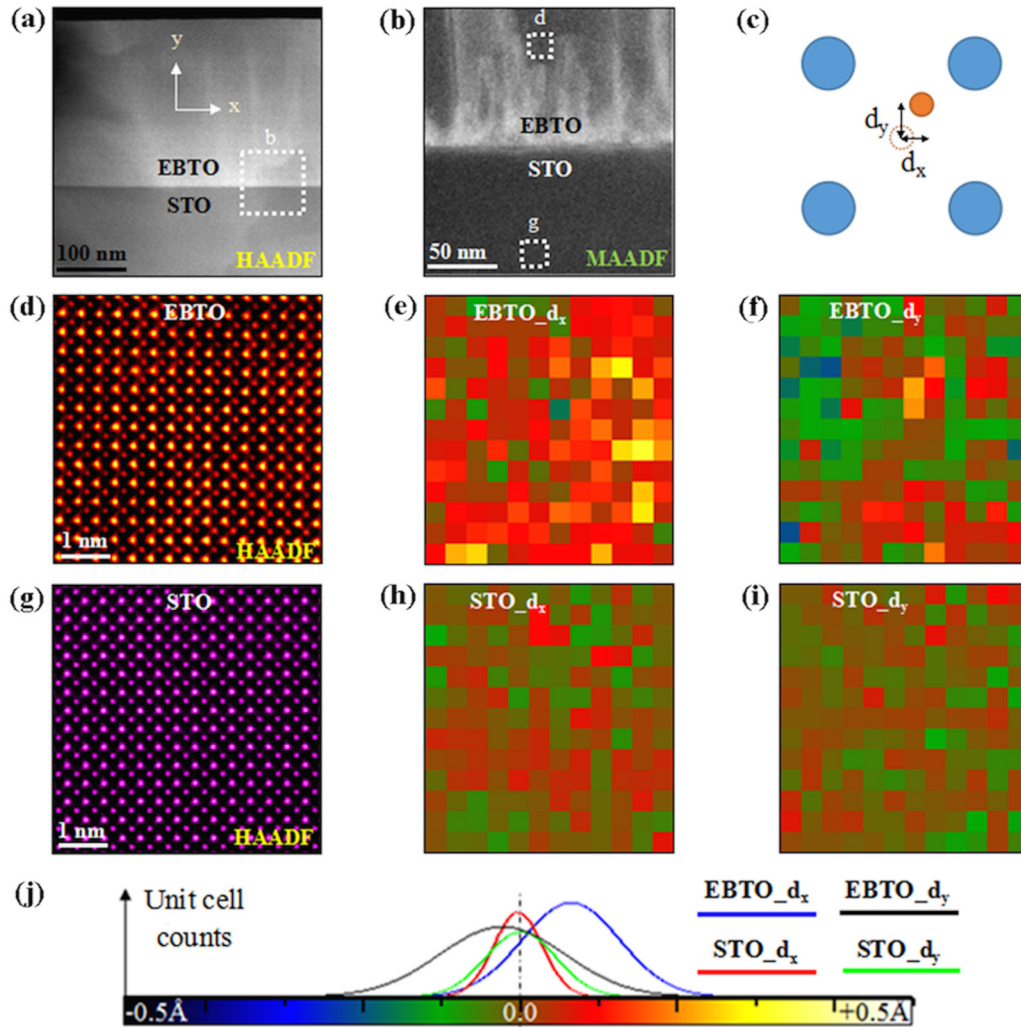 (a)
y
x
b
EBTO
STO
100 nm
HAADF
(b)
d
EBTO
STO
g
50 nm
MAADF
(c)
dy
dx
(d)
EBTO
1 nm
HAADF
(e)
EBTO_dx
(f)
EBTO_dy
(g)
STO
1 nm
HAADF
(h)
STO_dx
(i)
STO_dy
(j)
Unit cell
counts
EBTO_dx
EBTO_dy
STO_dx
STO_dy
-0.5Å
0.0
+0.5Å